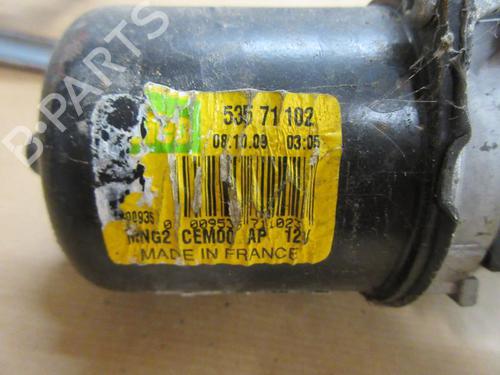 B-PARTS
535 71 102
08.10.09 03:05
MADE IN FRANCE
MNG2 CEM00 AP 12V